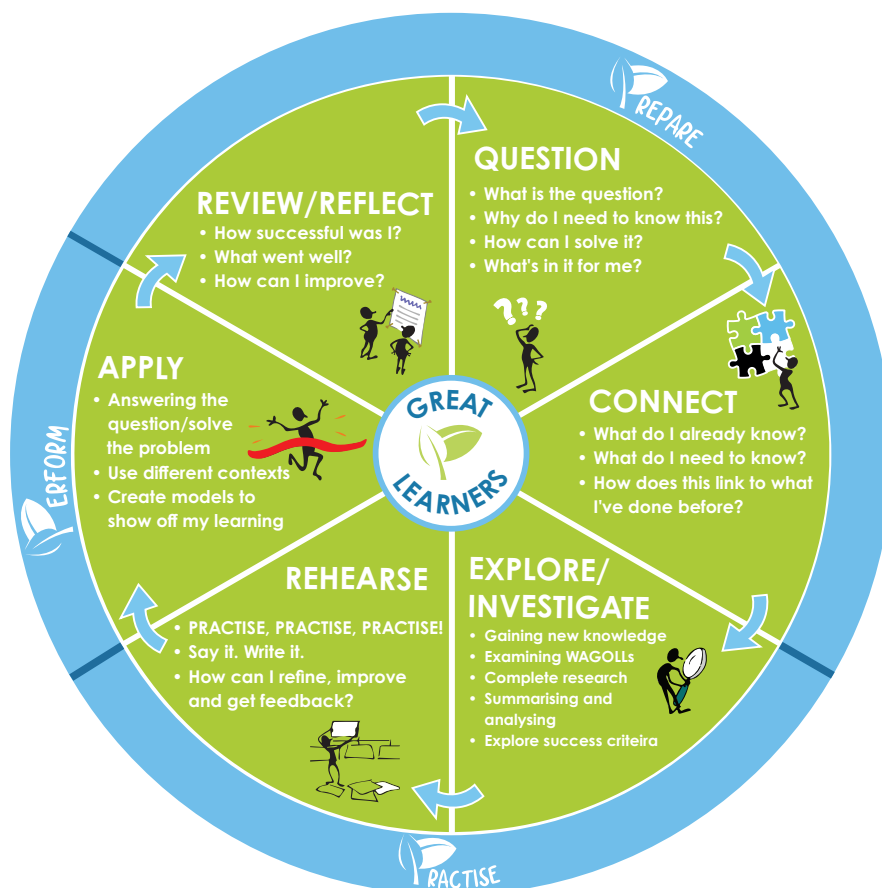 REPARE
QUESTION
• What is the question?
• Why do I need to know this?
• How can I solve it?
• What's in it for me?
???
CONNECT
• What do I already know?
• What do I need to know?
• How does this link to what
I've done before?
EXPLORE/
INVESTIGATE
• Gaining new knowledge
• Examining WAGOLLs
• Complete research
• Summarising and
analysing
• Explore success criteira
RACTISE
REHEARSE
• PRACTISE, PRACTISE, PRACTISE!
• Say it. Write it.
• How can I refine, improve
and get feedback?
ERFORM
APPLY
• Answering the
question/solve
the problem
• Use different contexts
• Create models to
show off my learning
REVIEW/REFLECT
• How successful was I?
• What went well?
• How can I improve?
GREAT
LEARNERS